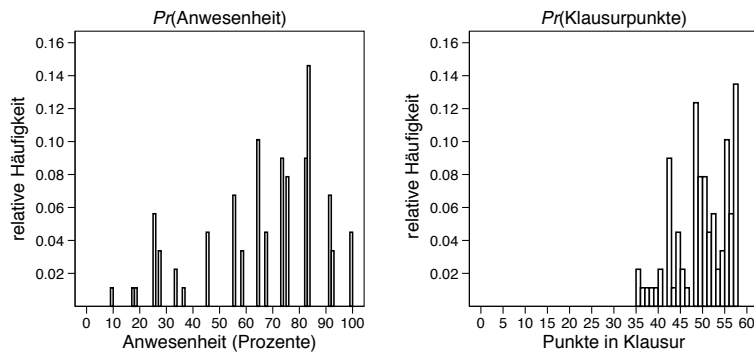 Pr(Anwesenheit)
relative Häufigkeit
0.16
0.14
0.12
0.10
0.08
0.06
0.04
0.02
0 10 20 30 40 50 60 70 80 90 100
Anwesenheit (Prozente)
Pr(Klausurpunkte)
relative Häufigkeit
0.16
0.14
0.12
0.10
0.08
0.06
0.04
0.02
0 5 10 15 20 25 30 35 40 45 50 55 60
Punkte in Klausur